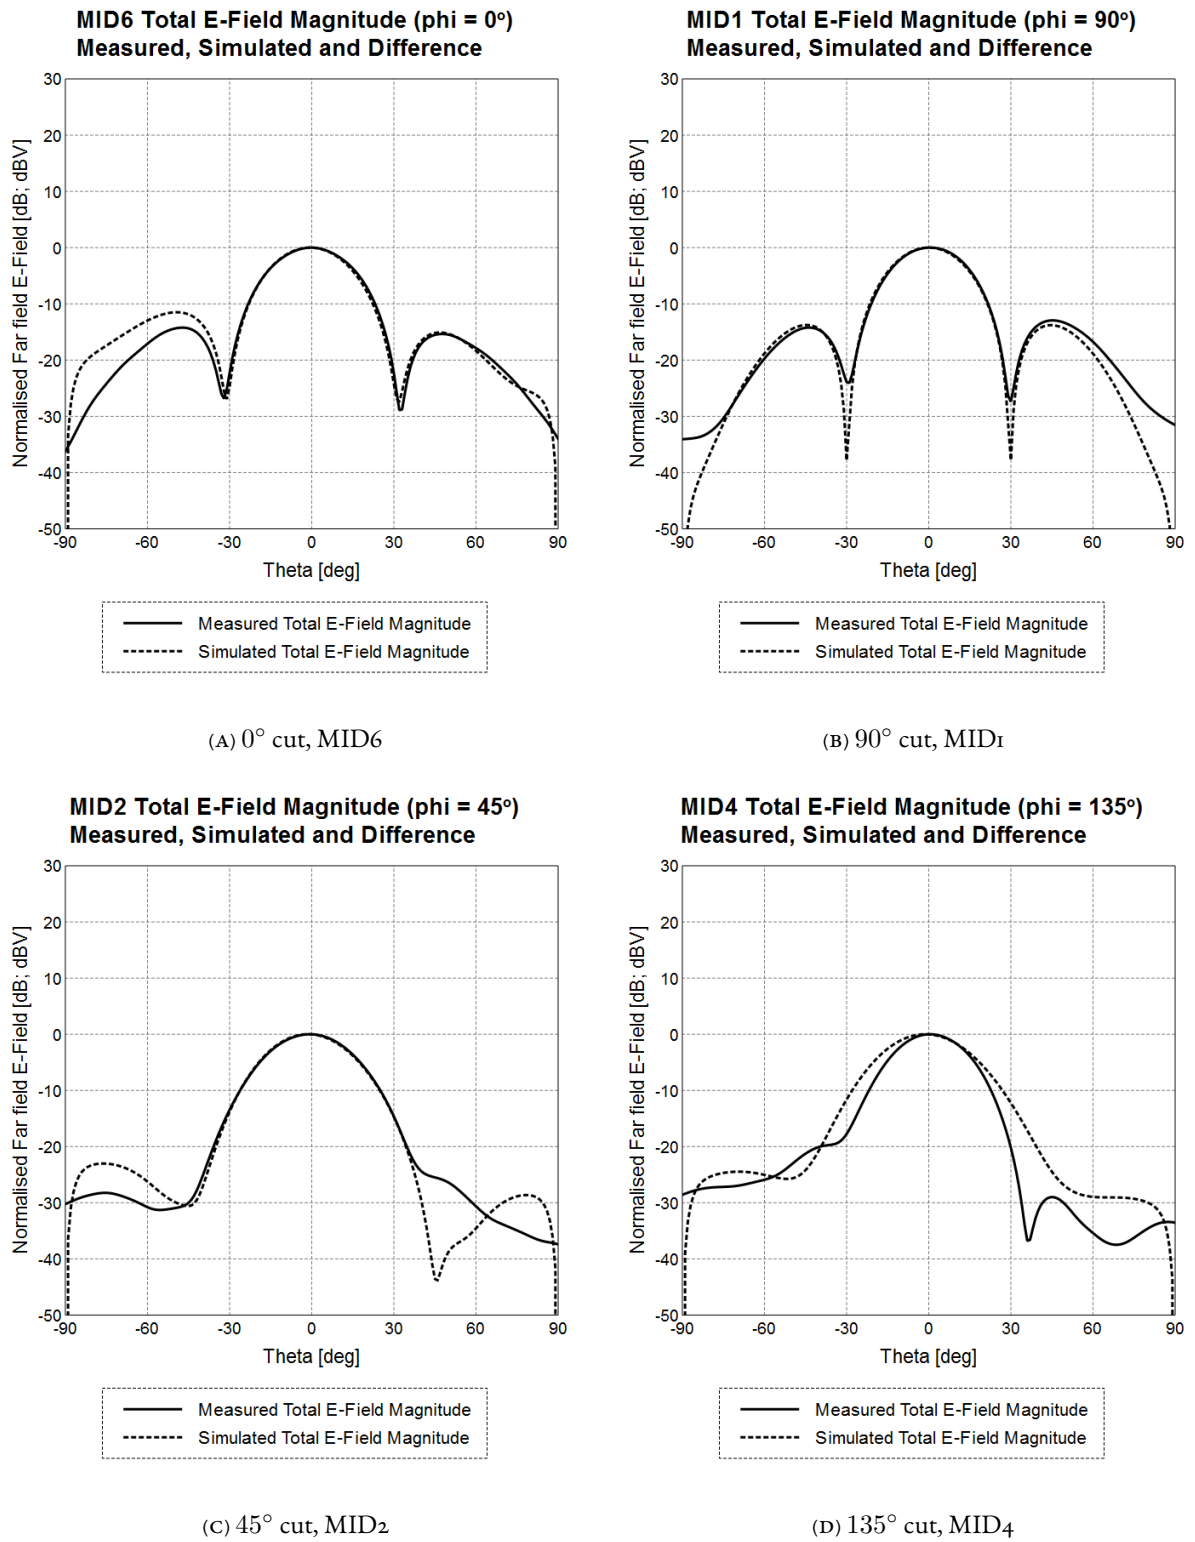 MID6 Total E-Field Magnitude (phi = 0º)
Measured, Simulated and Difference
30
20
10
0
-10
-20
-30
-40
-50
Normalised Far field E-Field [dB; dBV]
-90 -60 -30 0 30 60 90
Theta [deg]
Measured Total E-Field Magnitude
Simulated Total E-Field Magnitude
(A) 0° cut, MID6
MID1 Total E-Field Magnitude (phi = 90º)
Measured, Simulated and Difference
30
20
10
0
-10
-20
-30
-40
-50
Normalised Far field E-Field [dB; dBV]
-90 -60 -30 0 30 60 90
Theta [deg]
Measured Total E-Field Magnitude
Simulated Total E-Field Magnitude
(B) 90° cut, MID1
MID2 Total E-Field Magnitude (phi = 45º)
Measured, Simulated and Difference
30
20
10
0
-10
-20
-30
-40
-50
Normalised Far field E-Field [dB; dBV]
-90 -60 -30 0 30 60 90
Theta [deg]
Measured Total E-Field Magnitude
Simulated Total E-Field Magnitude
(C) 45° cut, MID2
MID4 Total E-Field Magnitude (phi = 135º)
Measured, Simulated and Difference
30
20
10
0
-10
-20
-30
-40
-50
Normalised Far field E-Field [dB; dBV]
-90 -60 -30 0 30 60 90
Theta [deg]
Measured Total E-Field Magnitude
Simulated Total E-Field Magnitude
(D) 135° cut, MID4